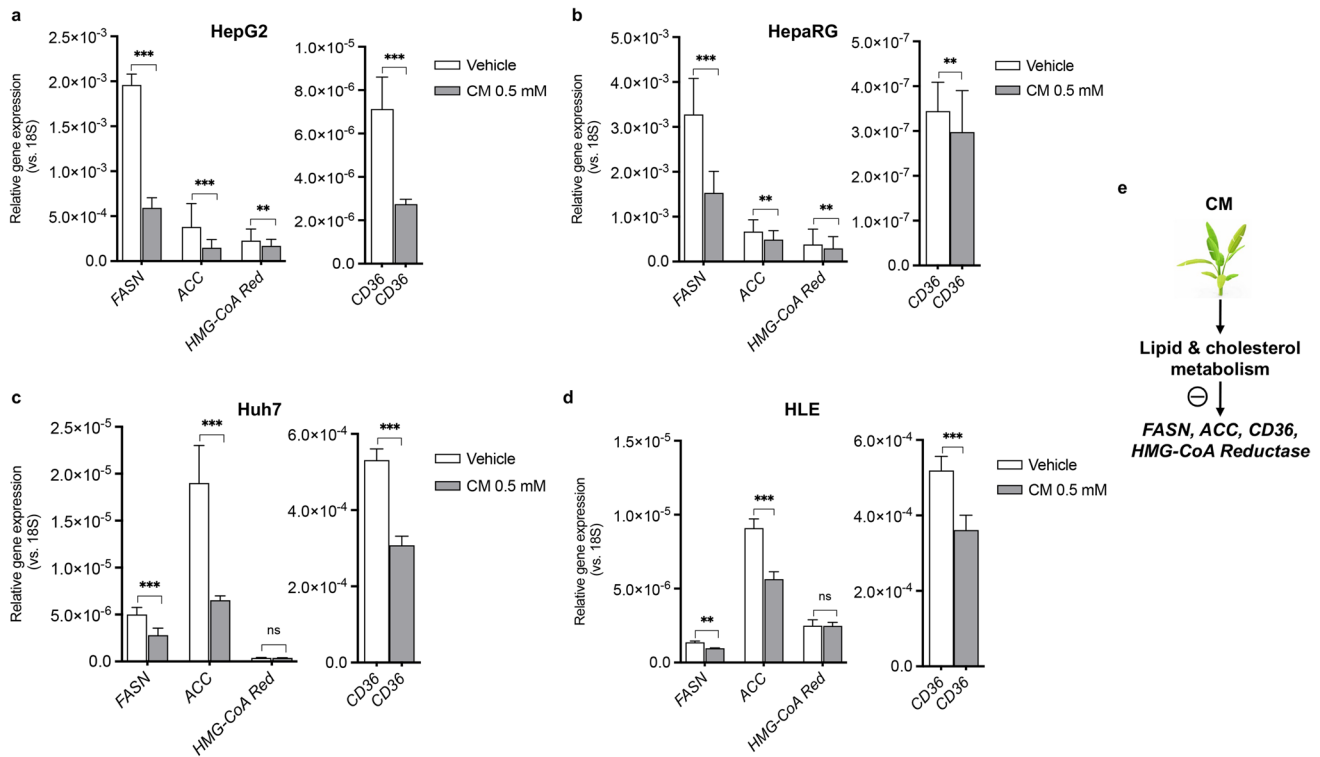 a
HepG2
Relative gene expression
(vs. 18S)
2.5×10⁻³
2.0×10⁻³
1.5×10⁻³
1.0×10⁻³
5.0×10⁻⁴
0.0
***
***
**
FASN
ACC
HMG-CoA Red
1.0×10⁻⁵
8.0×10⁻⁶
6.0×10⁻⁶
4.0×10⁻⁶
2.0×10⁻⁶
0.0
***
CD36
CD36
Vehicle
CM 0.5 mM
b
HepaRG
Relative gene expression
(vs. 18S)
5.0×10⁻³
4.0×10⁻³
3.0×10⁻³
2.0×10⁻³
1.0×10⁻³
0.0
***
**
**
FASN
ACC
HMG-CoA Red
5.0×10⁻⁷
4.0×10⁻⁷
3.0×10⁻⁷
2.0×10⁻⁷
1.0×10⁻⁷
0.0
**
CD36
CD36
Vehicle
CM 0.5 mM
c
Huh7
Relative gene expression
(vs. 18S)
2.5×10⁻⁵
2.0×10⁻⁵
1.5×10⁻⁵
1.0×10⁻⁵
5.0×10⁻⁶
0.0
***
***
ns
FASN
ACC
HMG-CoA Red
6.0×10⁻⁴
4.0×10⁻⁴
2.0×10⁻⁴
0.0
***
CD36
CD36
Vehicle
CM 0.5 mM
d
HLE
Relative gene expression
(vs. 18S)
1.5×10⁻⁵
1.0×10⁻⁵
5.0×10⁻⁶
0.0
**
***
ns
FASN
ACC
HMG-CoA Red
6.0×10⁻⁴
4.0×10⁻⁴
2.0×10⁻⁴
0.0
***
CD36
CD36
Vehicle
CM 0.5 mM
e
CM
Lipid & cholesterol
metabolism
−
FASN, ACC, CD36,
HMG-CoA Reductase